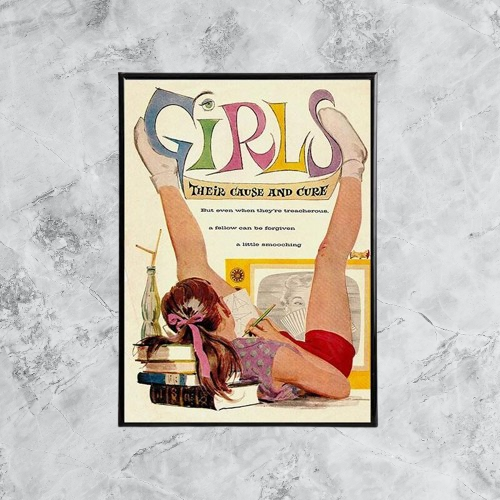 GiRLS
THEIR CAUSE AND CURE
But even when they're treacherous,
a fellow can be forgiven
a little smooching